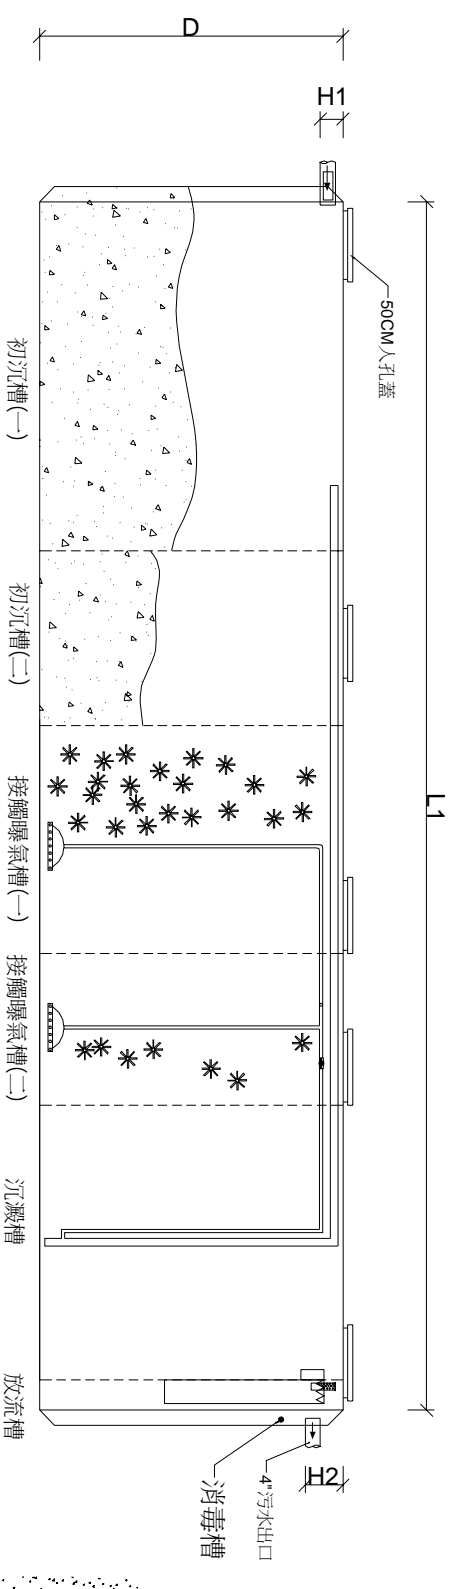 D
H1
50CM人孔蓋
L1
初沉槽(一)
初沉槽(二)
接觸曝氣槽(一)
接觸曝氣槽(二)
沉澱槽
放流槽
消毒槽
4"污水出口
H2